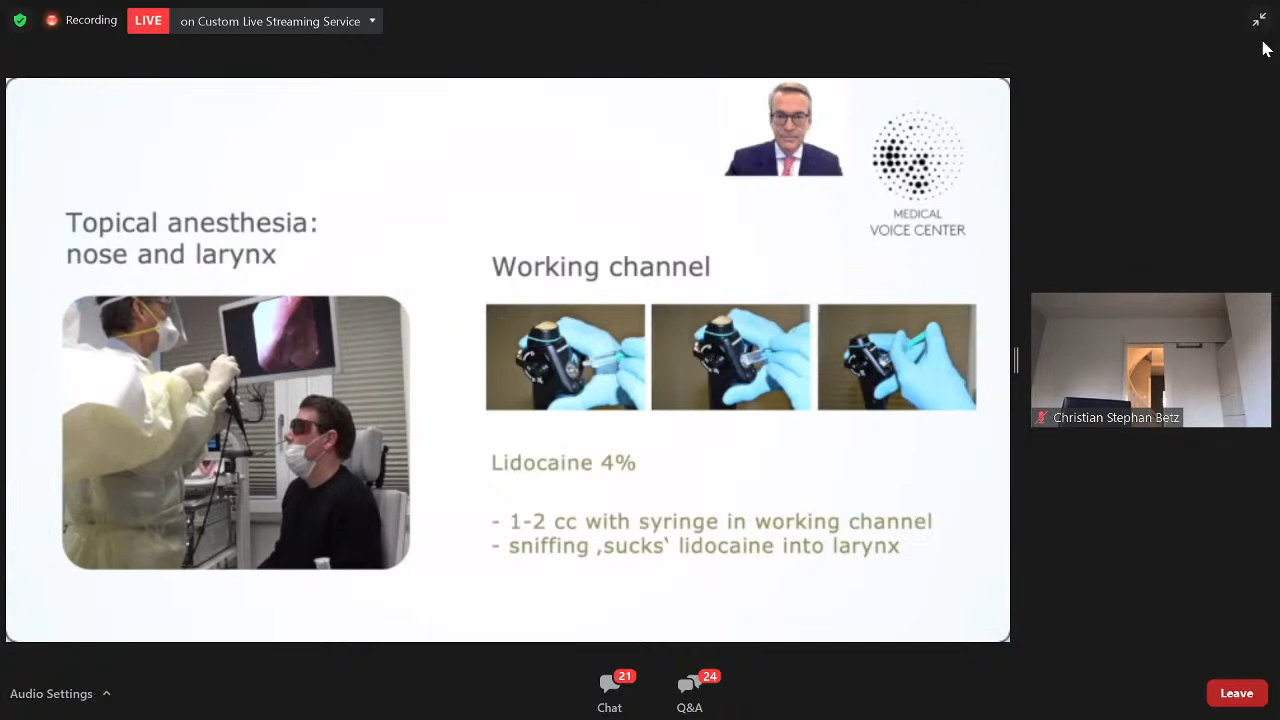 Recording
LIVE
on Custom Live Streaming Service
MEDICAL
VOICE CENTER
Topical anesthesia:
nose and larynx
Working channel
Lidocaine 4%
- 1-2 cc with syringe in working channel
- sniffing ‚sucks‘ lidocaine into larynx
Christian Stephan Betz
Audio Settings
21
Chat
24
Q&A
Leave